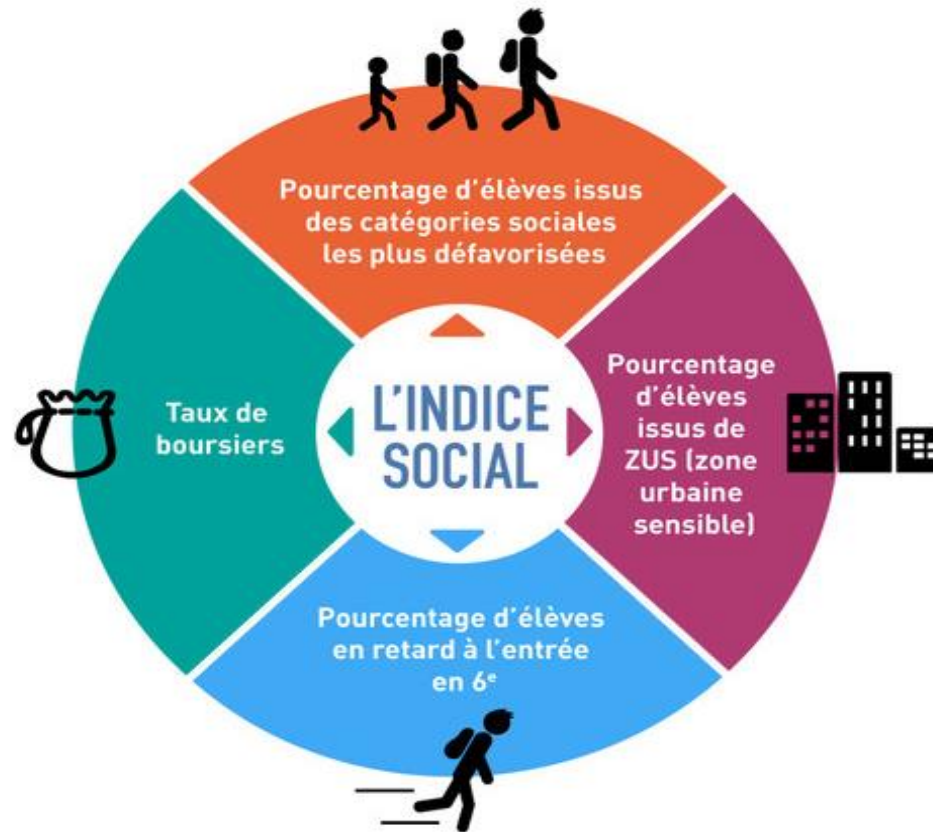 Pourcentage d'élèves issus
des catégories sociales
les plus défavorisées
Taux de
boursiers
L'INDICE
SOCIAL
Pourcentage
d'élèves
issus de
ZUS (zone
urbaine
sensible)
Pourcentage d'élèves
en retard à l'entrée
en 6ᵉ